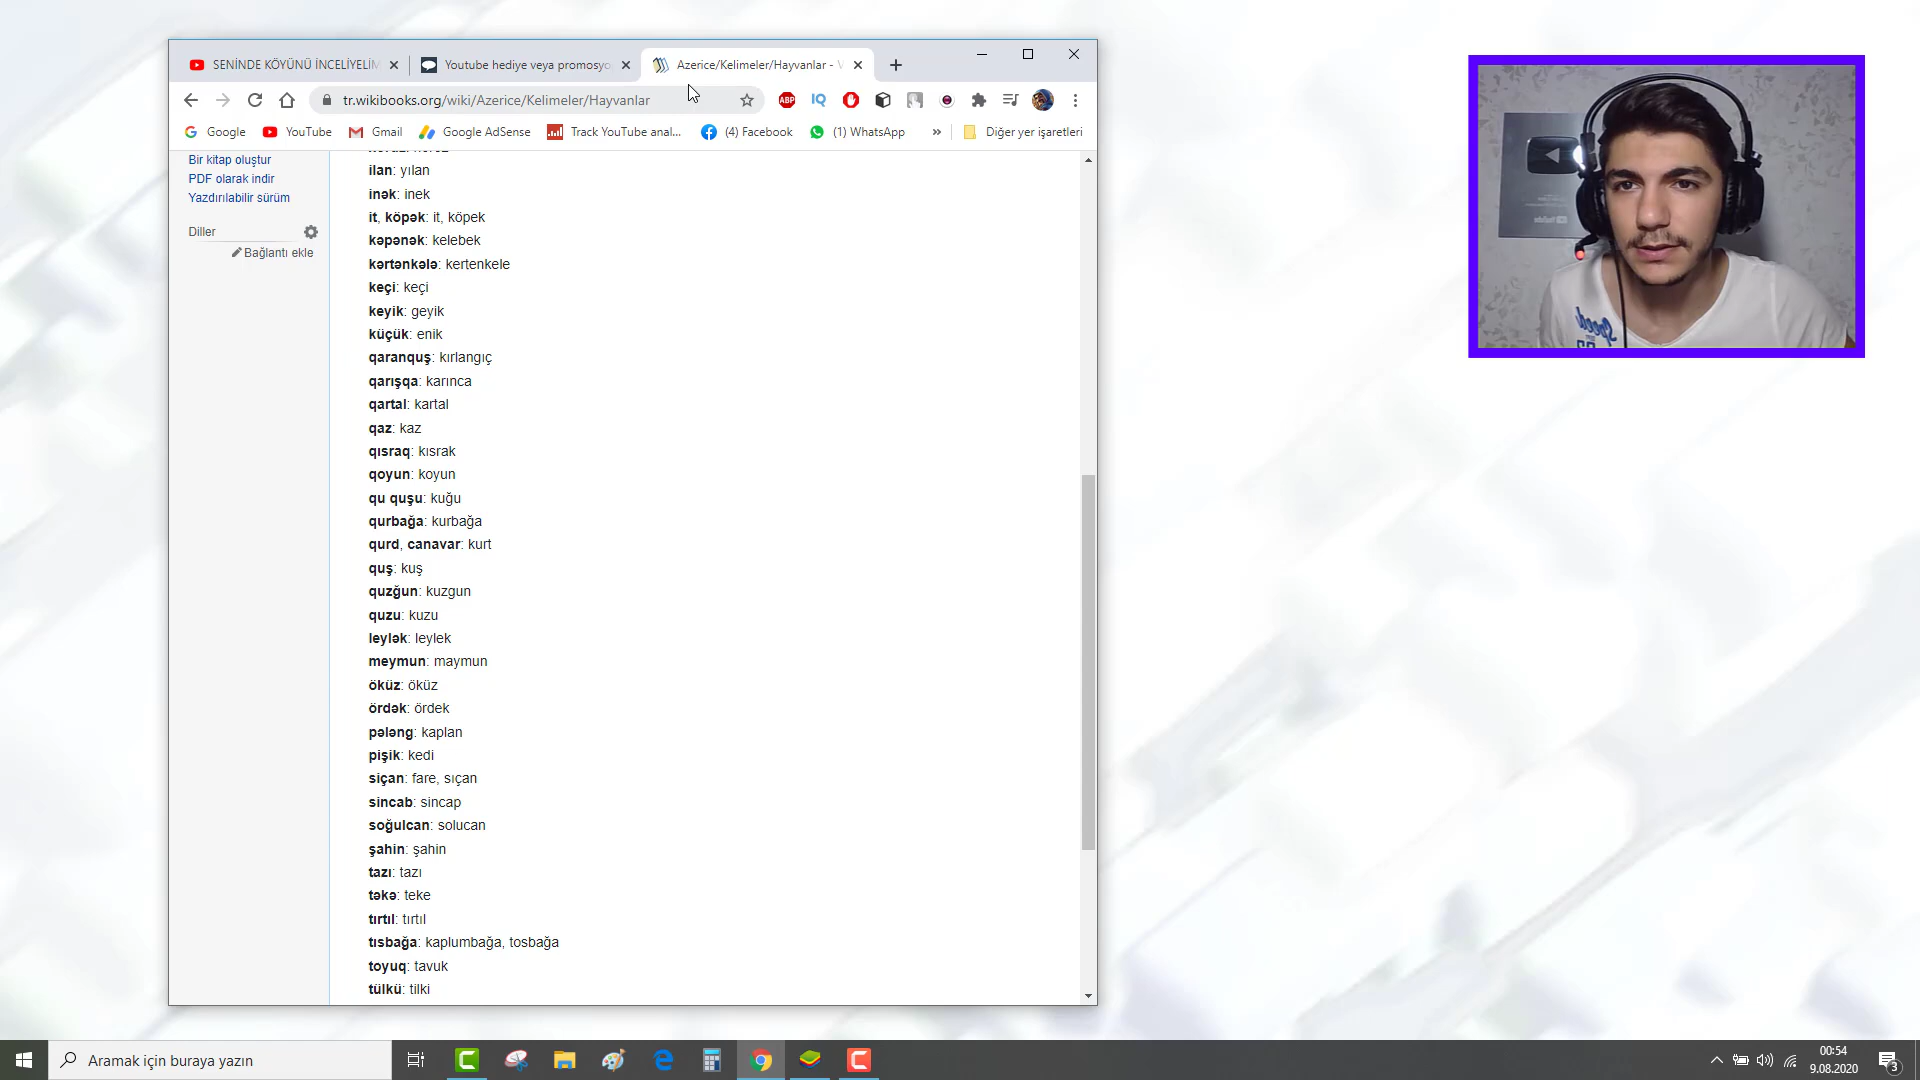 SENİNDE KÖYÜNÜ İNCELİYELİM
Youtube hediye veya promosyo
Azerice/Kelimeler/Hayvanlar -
tr.wikibooks.org/wiki/Azerice/Kelimeler/Hayvanlar
ABP
IQ
Google
YouTube
Gmail
Google AdSense
Track YouTube anal...
(4) Facebook
(1) WhatsApp
»
Diğer yer işaretleri
Bir kitap oluştur
PDF olarak indir
Yazdırılabilir sürüm
Diller
Bağlantı ekle
ilan: yılan
inək: inek
it, köpək: it, köpek
kəpənək: kelebek
kərtənkələ: kertenkele
keçi: keçi
keyik: geyik
küçük: enik
qaranquş: kırlangıç
qarışqa: karınca
qartal: kartal
qaz: kaz
qısraq: kısrak
qoyun: koyun
qu quşu: kuğu
qurbağa: kurbağa
qurd, canavar: kurt
quş: kuş
quzğun: kuzgun
quzu: kuzu
leylək: leylek
meymun: maymun
öküz: öküz
ördək: ördek
pələng: kaplan
pişik: kedi
siçan: fare, sıçan
sincab: sincap
soğulcan: solucan
şahin: şahin
tazı: tazı
təkə: teke
tırtıl: tırtıl
tısbağa: kaplumbağa, tosbağa
toyuq: tavuk
tülkü: tilki
Aramak için buraya yazın
00:54
9.08.2020
3